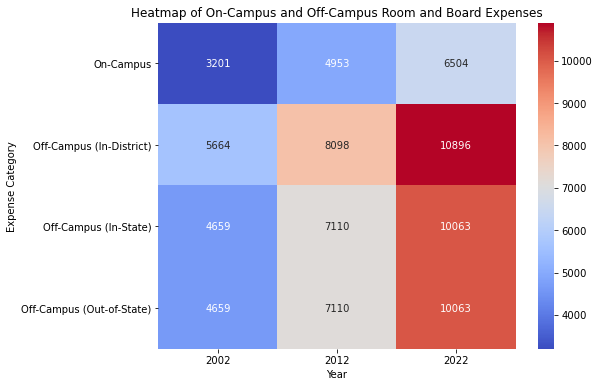 Heatmap of On-Campus and Off-Campus Room and Board Expenses
On-Campus 3201 4953 6504
Off-Campus (In-District) 5664 8098 10896
Off-Campus (In-State) 4659 7110 10063
Off-Campus (Out-of-State) 4659 7110 10063
Expense Category
2002 2012 2022
Year
10000
9000
8000
7000
6000
5000
4000